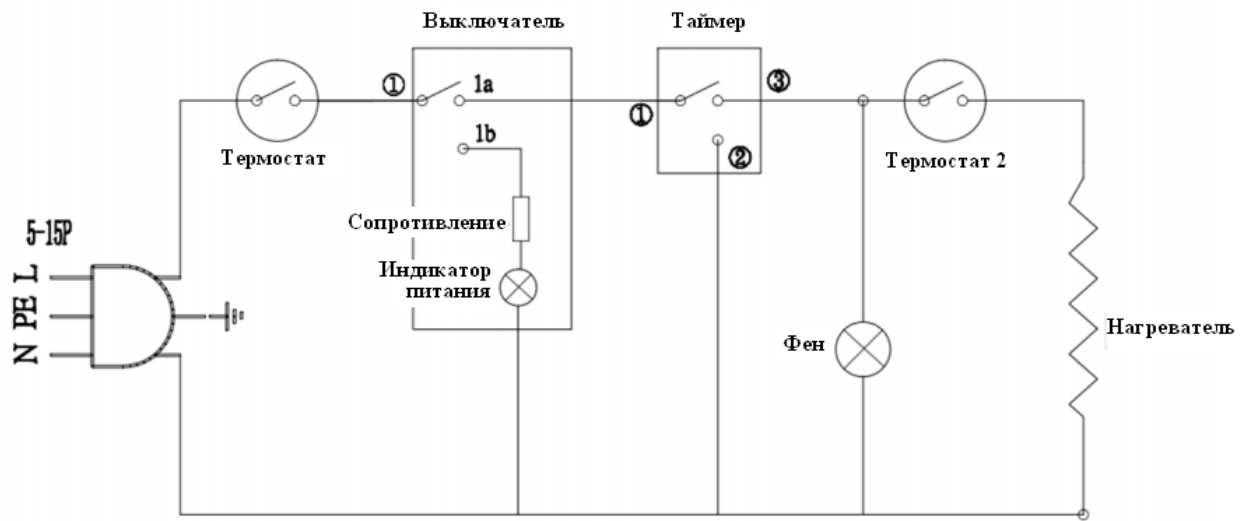 Выключатель
Таймер
① 1a
1b
① ③
②
Термостат
Термостат 2
5-15P
L
PE
N
Сопротивление
Индикатор
питания
Фен
Нагреватель